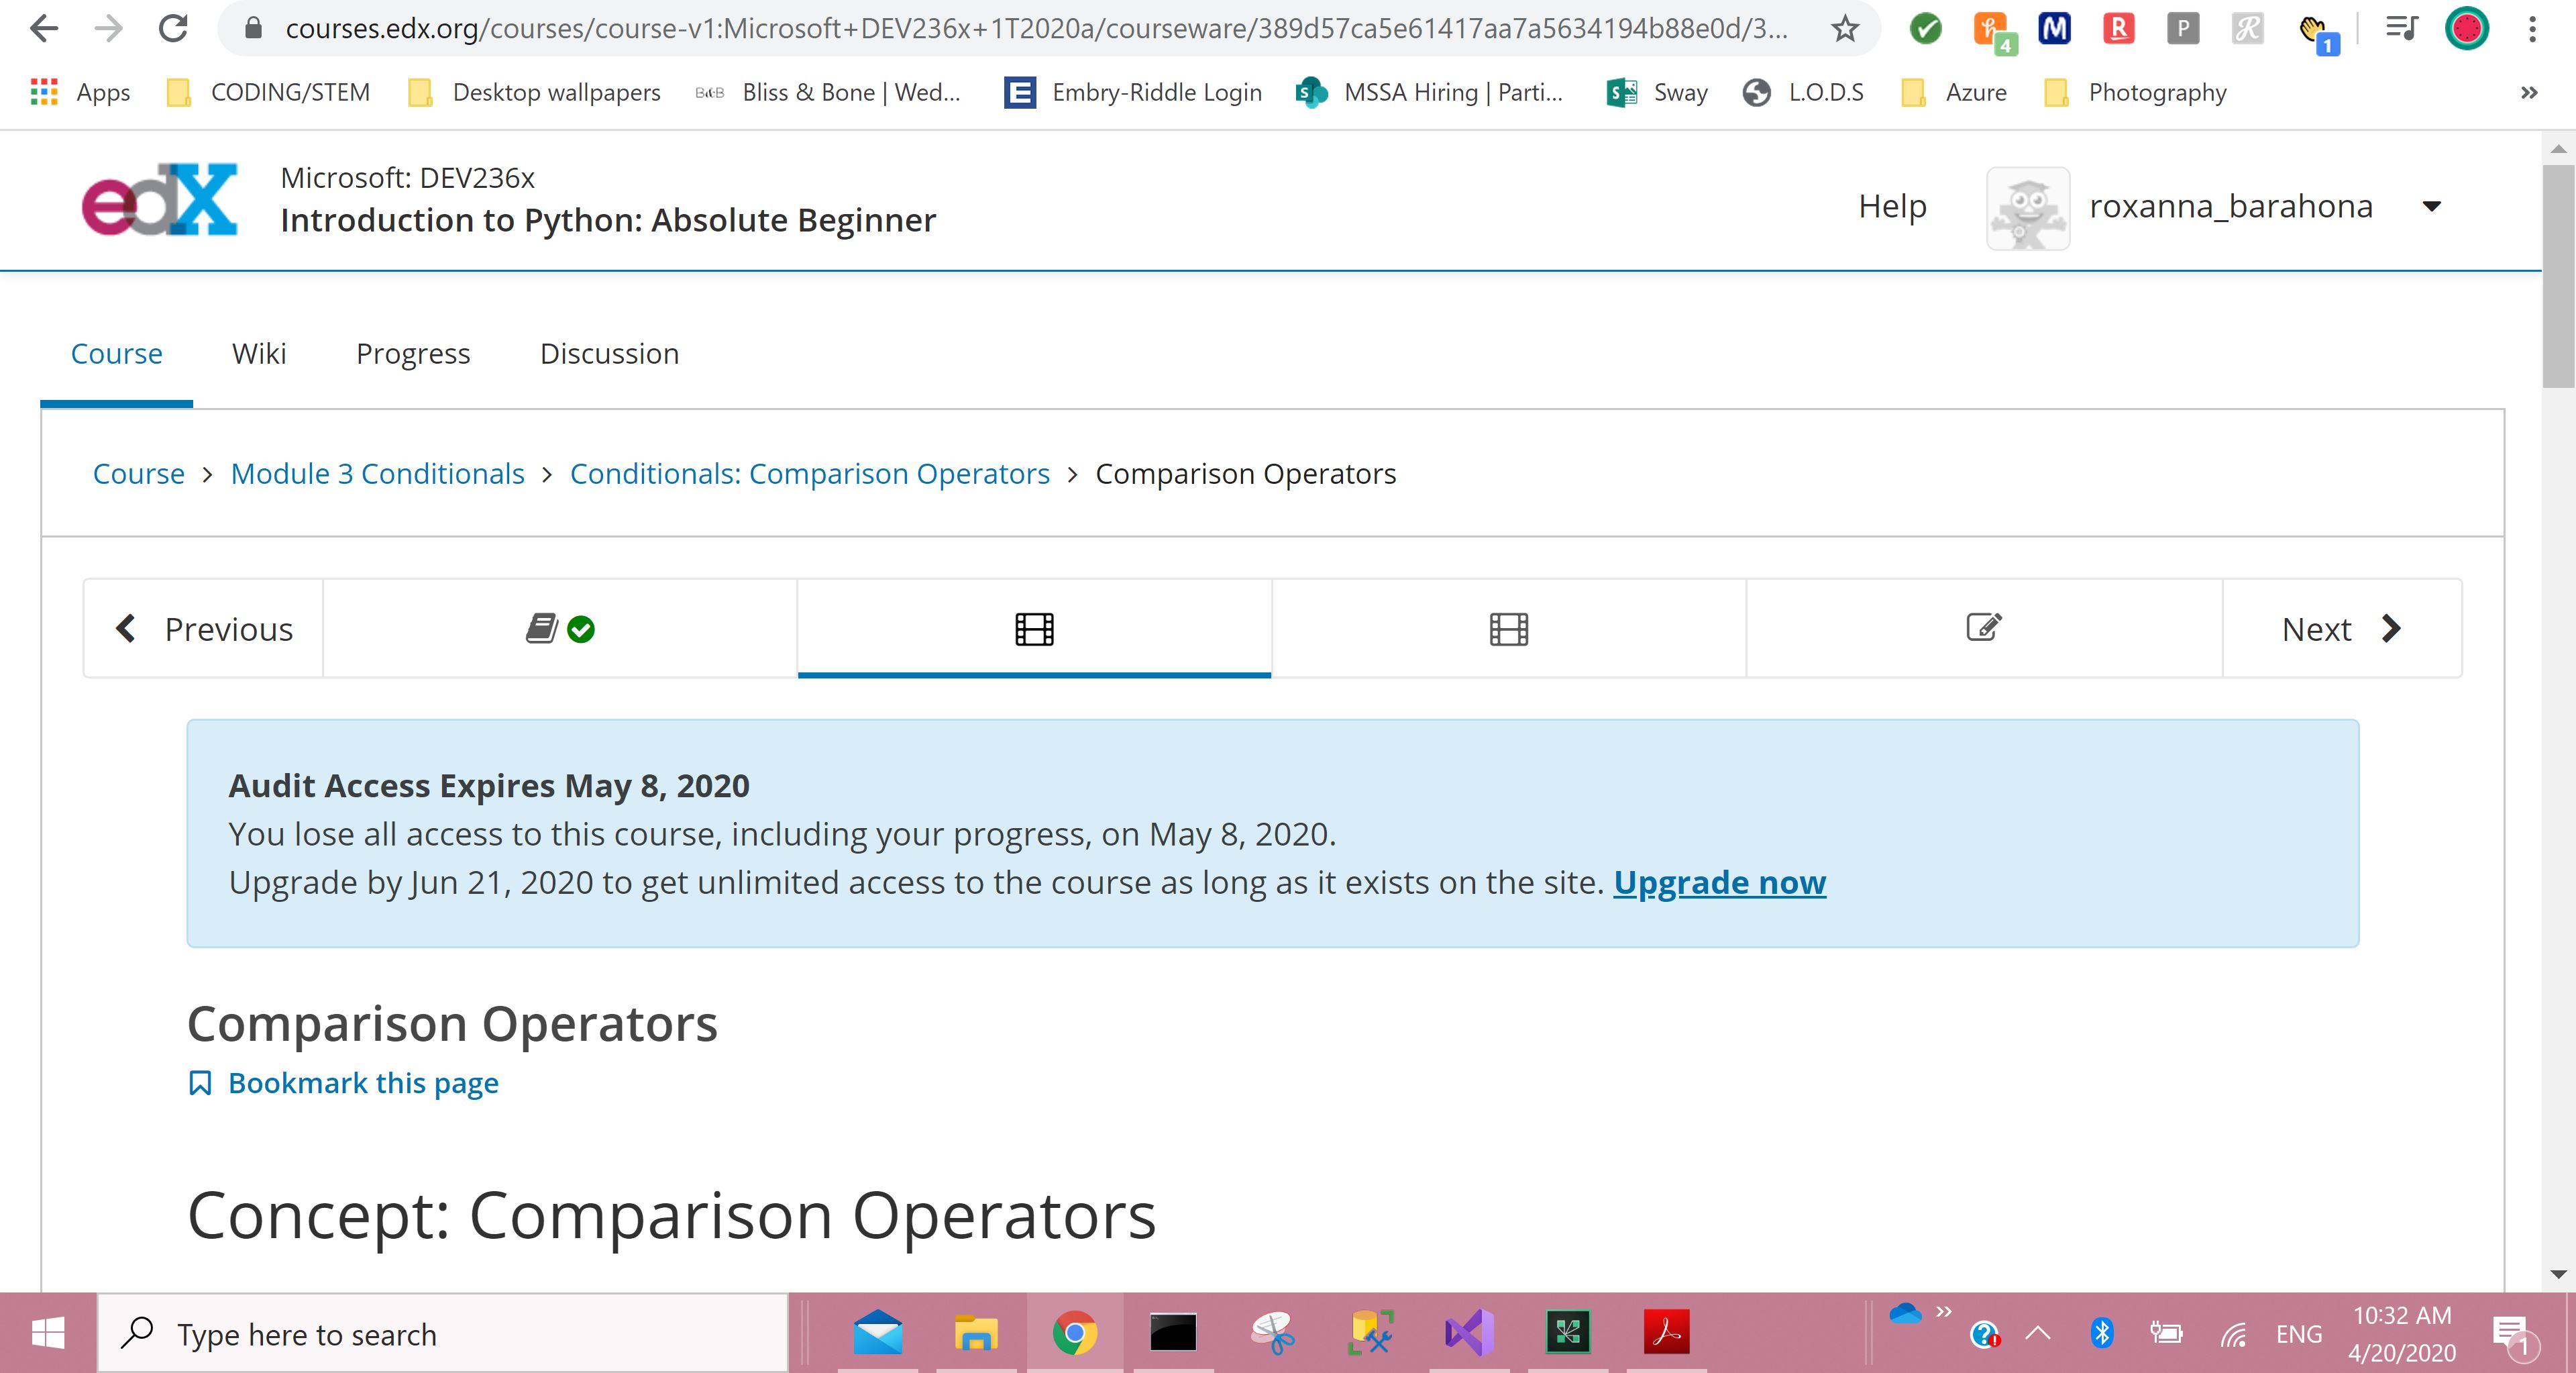 courses.edx.org/courses/course-v1:Microsoft+DEV236x+1T2020a/courseware/389d57ca5e61417aa7a5634194b88e0d/3...
4
M
R
P
R
1
Apps
CODING/STEM
Desktop wallpapers
B&B
Bliss & Bone | Wed...
E
Embry-Riddle Login
S
MSSA Hiring | Parti...
S
Sway
L.O.D.S
Azure
Photography
»
edX
Microsoft: DEV236x
Introduction to Python: Absolute Beginner
Help
roxanna_barahona
Course
Wiki
Progress
Discussion
Course > Module 3 Conditionals > Conditionals: Comparison Operators > Comparison Operators
Previous
Next
Audit Access Expires May 8, 2020
You lose all access to this course, including your progress, on May 8, 2020.
Upgrade by Jun 21, 2020 to get unlimited access to the course as long as it exists on the site. Upgrade now
Comparison Operators
Bookmark this page
Concept: Comparison Operators
Type here to search
»
ENG
10:32 AM
4/20/2020
1